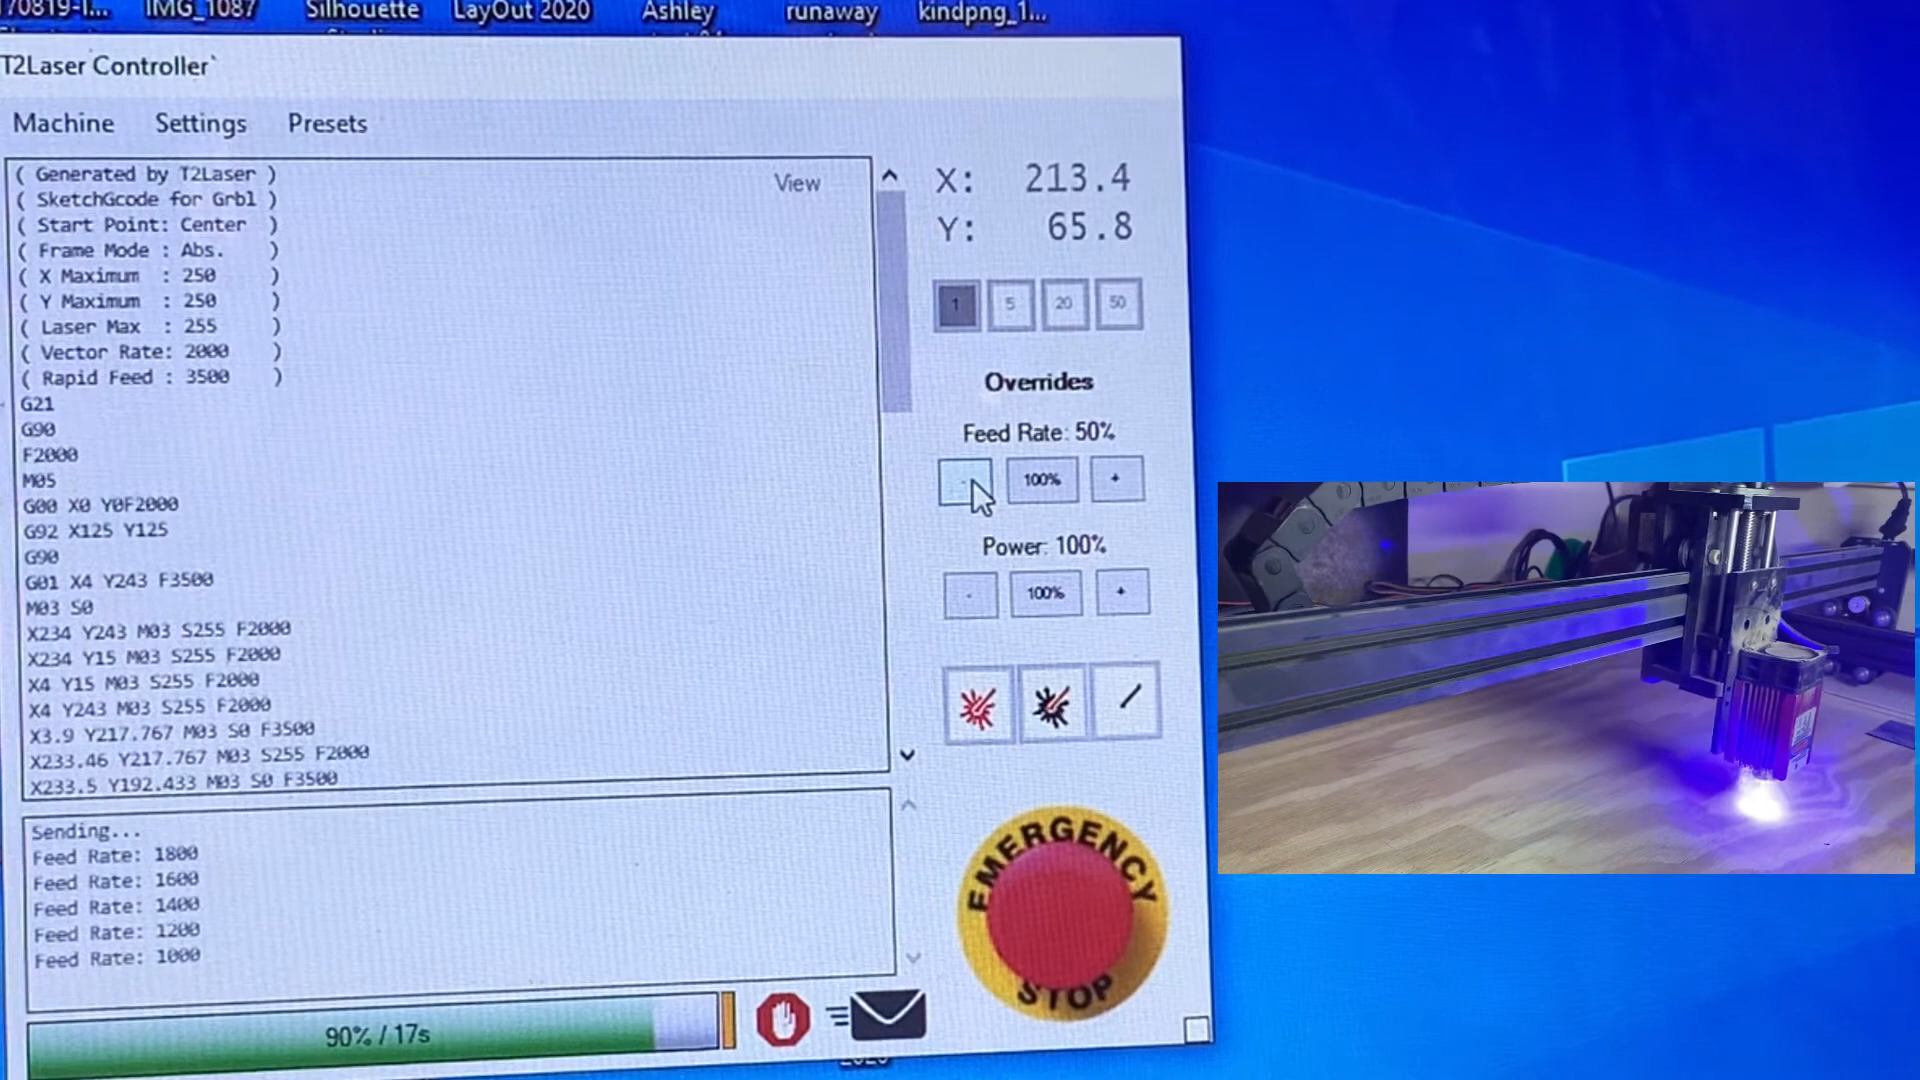 70819-I...
IMG_1087
Silhouette
LayOut 2020
Ashley
runaway
kindpng_1...
T2Laser Controller`
Machine Settings Presets
( Generated by T2Laser )
( SketchGcode for Grbl )
( Start Point: Center )
( Frame Mode : Abs. )
( X Maximum : 250 )
( Y Maximum : 250 )
( Laser Max : 255 )
( Vector Rate: 2000 )
( Rapid Feed : 3500 )
G21
G90
F2000
M05
G00 X0 Y0F2000
G92 X125 Y125
G90
G01 X4 Y243 F3500
M03 S0
X234 Y243 M03 S255 F2000
X234 Y15 M03 S255 F2000
X4 Y15 M03 S255 F2000
X4 Y243 M03 S255 F2000
X3.9 Y217.767 M03 S0 F3500
X233.46 Y217.767 M03 S255 F2000
X233.5 Y192.433 M03 S0 F3500
View
X: 213.4
Y: 65.8
1 5 20 50
Overrides
Feed Rate: 50%
- 100% +
Power: 100%
- 100% +
Sending...
Feed Rate: 1800
Feed Rate: 1600
Feed Rate: 1400
Feed Rate: 1200
Feed Rate: 1000
EMERGENCY
STOP
90% / 17s